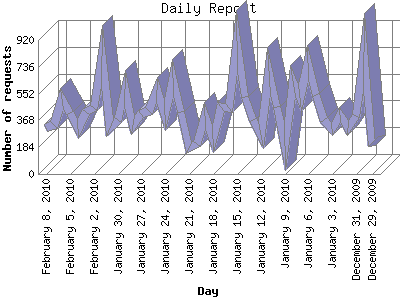 Daily Report
Number of requests
920
736
552
368
184
0
February 8, 2010
February 5, 2010
February 2, 2010
January 30, 2010
January 27, 2010
January 24, 2010
January 21, 2010
January 18, 2010
January 15, 2010
January 12, 2010
January 9, 2010
January 6, 2010
January 3, 2010
December 31, 2009
December 29, 2009
Day